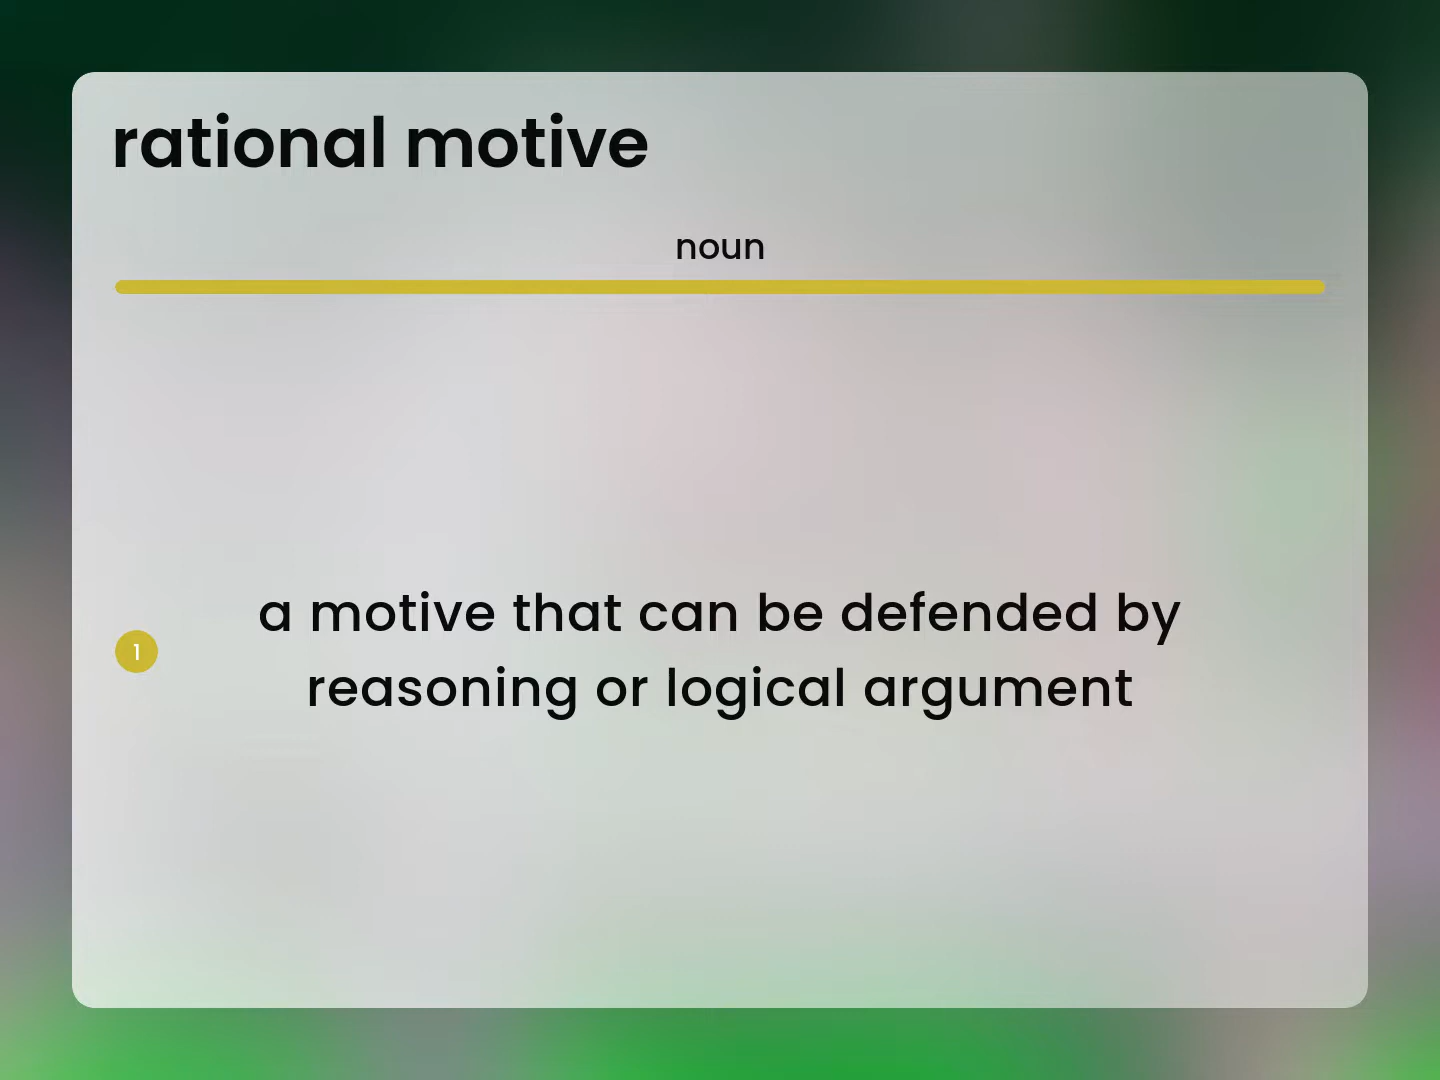 rational motive
noun
1
a motive that can be defended by
reasoning or logical argument